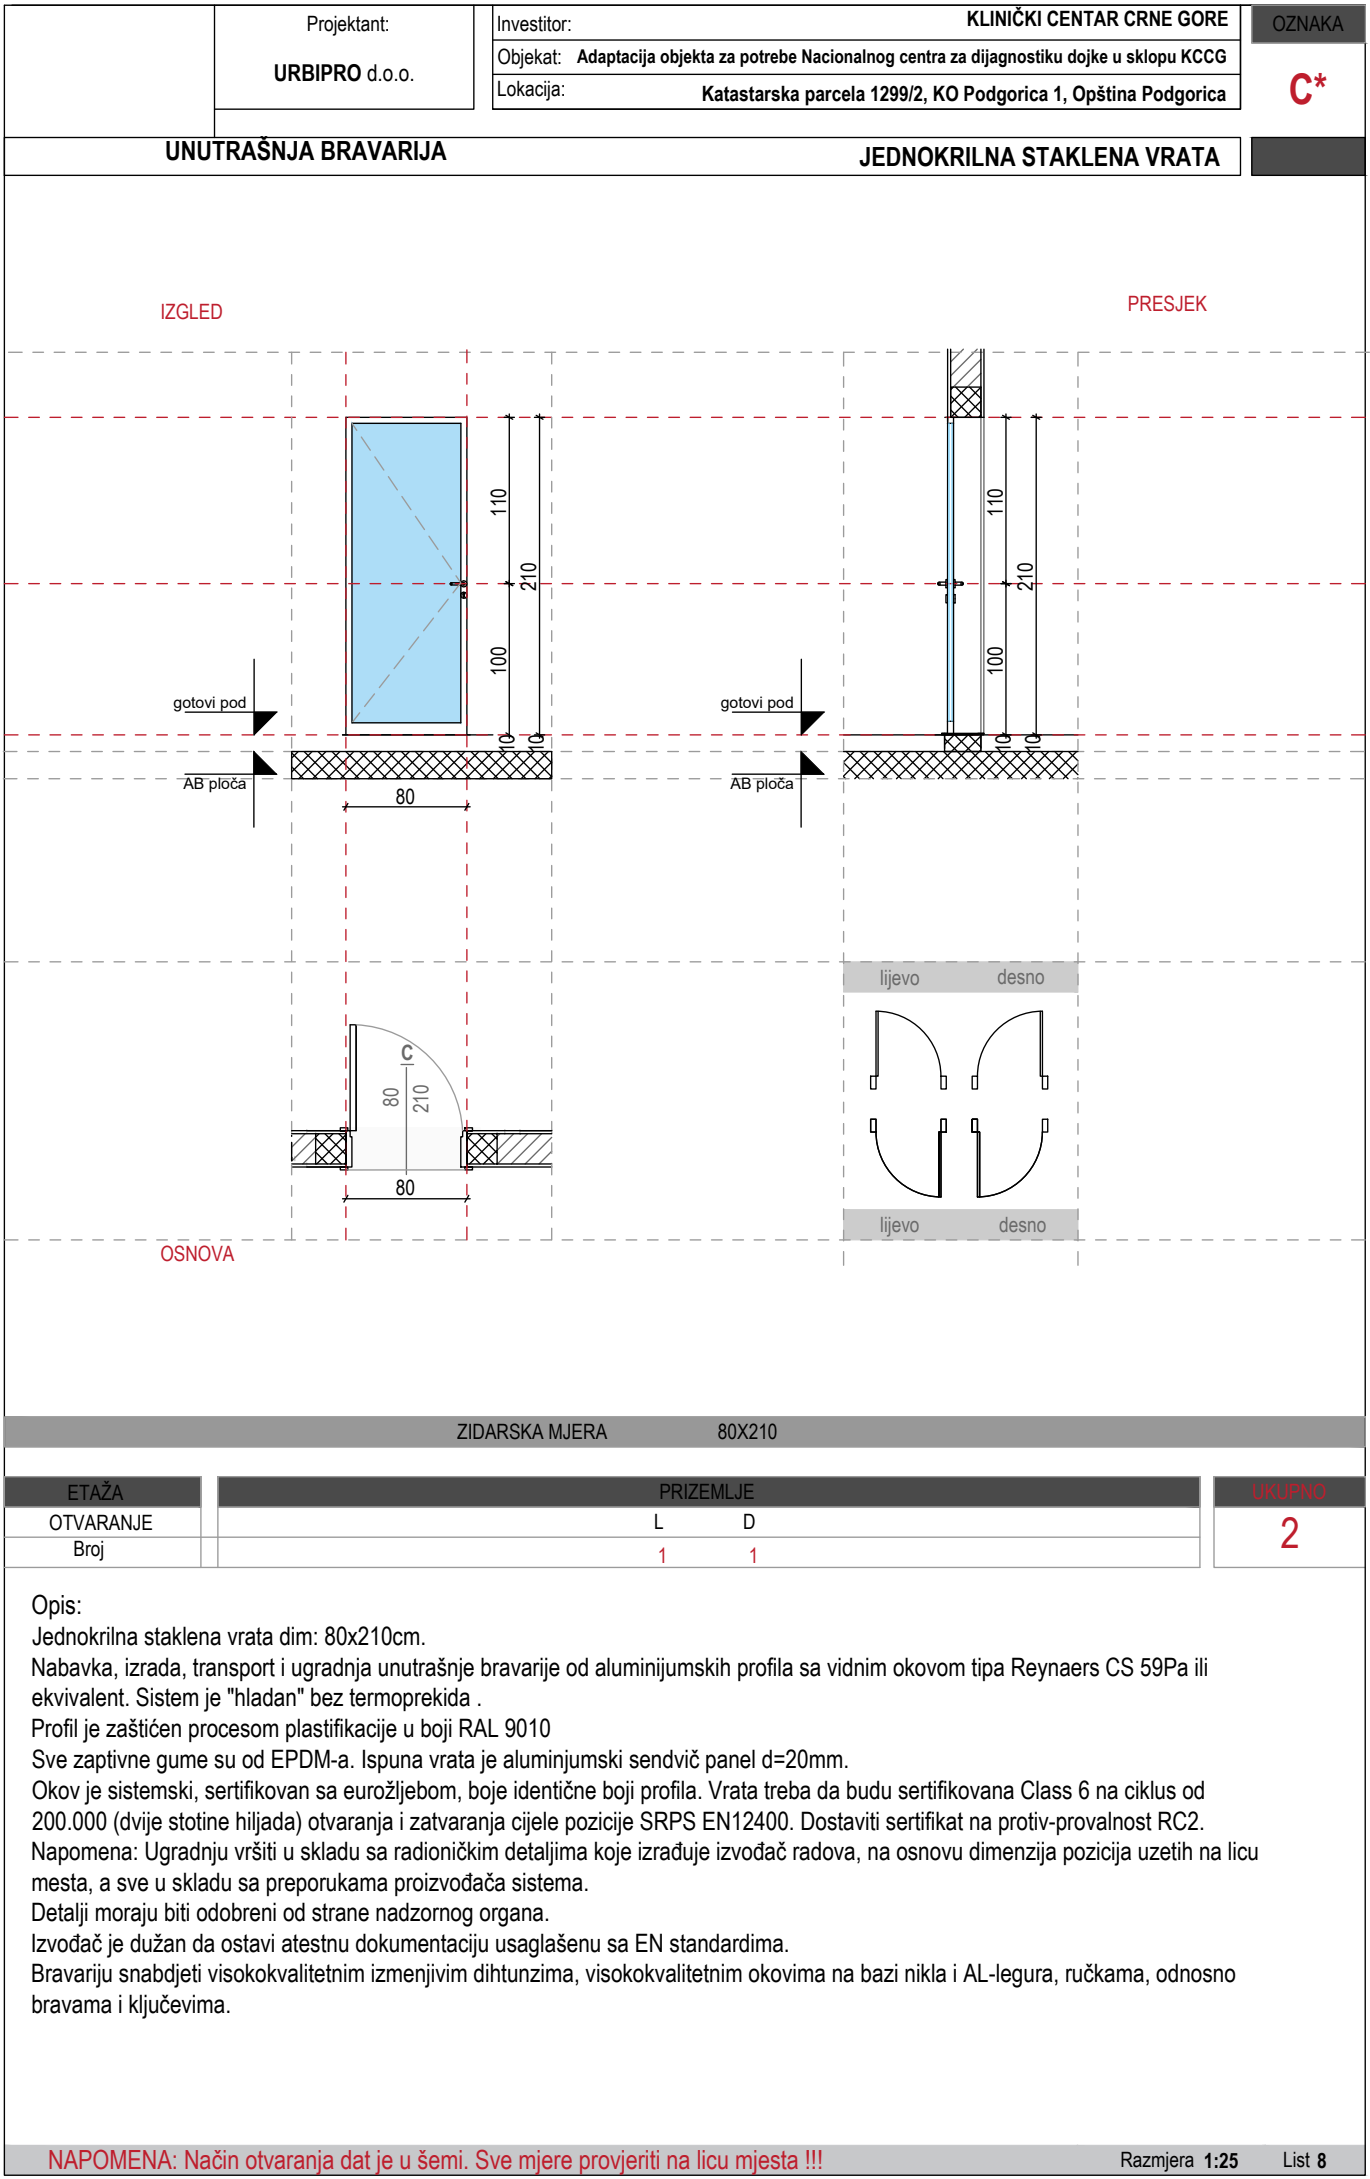 Projektant:
URBIPRO d.o.o.
Investitor: KLINIČKI CENTAR CRNE GORE
Objekat: Adaptacija objekta za potrebe Nacionalnog centra za dijagnostiku dojke u sklopu KCCG
Lokacija: Katastarska parcela 1299/2, KO Podgorica 1, Opština Podgorica
OZNAKA
C*
UNUTRAŠNJA BRAVARIJA
JEDNOKRILNA STAKLENA VRATA
IZGLED
PRESJEK
110
210
100
10
10
gotovi pod
AB ploča
80
110
210
100
10
10
gotovi pod
AB ploča
lijevo desno
C
80
210
80
lijevo desno
OSNOVA
ZIDARSKA MJERA 80X210
ETAŽA PRIZEMLJE UKUPNO
OTVARANJE L D
2
Broj 1 1
Opis:
Jednokrilna staklena vrata dim: 80x210cm.
Nabavka, izrada, transport i ugradnja unutrašnje bravarije od aluminijumskih profila sa vidnim okovom tipa Reynaers CS 59Pa ili
ekvivalent. Sistem je "hladan" bez termoprekida .
Profil je zaštićen procesom plastifikacije u boji RAL 9010
Sve zaptivne gume su od EPDM-a. Ispuna vrata je aluminjumski sendvič panel d=20mm.
Okov je sistemski, sertifikovan sa eurožljebom, boje identične boji profila. Vrata treba da budu sertifikovana Class 6 na ciklus od
200.000 (dvije stotine hiljada) otvaranja i zatvaranja cijele pozicije SRPS EN12400. Dostaviti sertifikat na protiv-provalnost RC2.
Napomena: Ugradnju vršiti u skladu sa radioničkim detaljima koje izrađuje izvođač radova, na osnovu dimenzija pozicija uzetih na licu
mesta, a sve u skladu sa preporukama proizvođača sistema.
Detalji moraju biti odobreni od strane nadzornog organa.
Izvođač je dužan da ostavi atestnu dokumentaciju usaglašenu sa EN standardima.
Bravariju snabdjeti visokokvalitetnim izmenjivim dihtunzima, visokokvalitetnim okovima na bazi nikla i AL-legura, ručkama, odnosno
bravama i ključevima.
NAPOMENA: Način otvaranja dat je u šemi. Sve mjere provjeriti na licu mjesta !!!
Razmjera 1:25 List 8